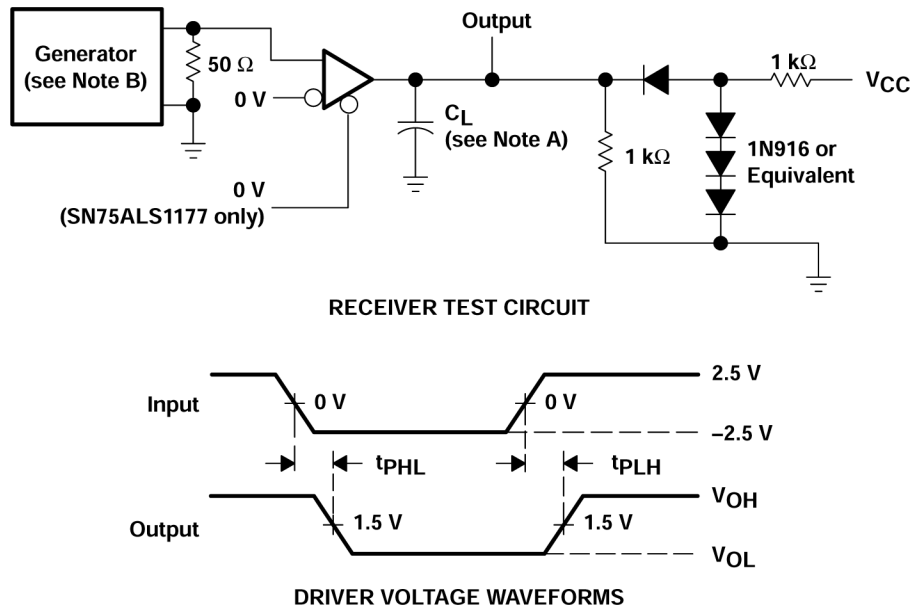 Output
Generator
(see Note B)
50 Ω
0 V
CL
(see Note A)
1 kΩ
VCC
1 kΩ
1N916 or
Equivalent
0 V
(SN75ALS1177 only)
RECEIVER TEST CIRCUIT
Input
0 V
0 V
2.5 V
–2.5 V
tPHL
tPLH
Output
1.5 V
1.5 V
VOH
VOL
DRIVER VOLTAGE WAVEFORMS